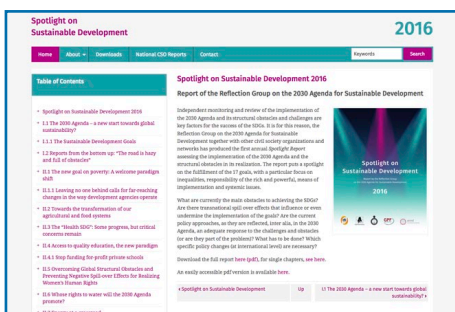 Spotlight on
Sustainable Development
2016
Home
About
Downloads
National CSO Reports
Contact
Keywords
Search
Table of Contents
Spotlight on Sustainable Development 2016
I.1 The 2030 Agenda – a new start towards global
sustainability?
1.1.1 The Sustainable Development Goals
1.2 Reports from the bottom up: "The road is hazy
and full of obstacles"
II.1 The new goal on poverty: A welcome paradigm
shift
II.1.1 Leaving no one behind calls for far-reaching
changes in the way development agencies operate
II.2 Towards the transformation of our
agricultural and food systems
II.3 The "Health SDG": Some progress, but critical
concerns remain
II.4 Access to quality education, the new paradigm
II.4.1 Stop funding for-profit private schools
II.5 Overcoming Global Structural Obstacles and
Preventing Negative Spill-over Effects for Realizing
Women's Human Rights
II.6 Whose rights to water will the 2030 Agenda
promote?
Spotlight on Sustainable Development 2016
Report of the Reflection Group on the 2030 Agenda for Sustainable Development
Independent monitoring and review of the implementation of
the 2030 Agenda and its structural obstacles and challenges are
key factors for the success of the SDGs. It is for this reason, the
Reflection Group on the 2030 Agenda for Sustainable
Development together with other civil society organizations and
networks has produced the first annual Spotlight Report
assessing the implementation of the 2030 Agenda and the
structural obstacles in its realization. The report puts a spotlight
on the fulfillment of the 17 goals, with a particular focus on
inequalities, responsibility of the rich and powerful, means of
implementation and systemic issues.
What are currently the main obstacles to achieving the SDGs?
Are there transnational spill over effects that influence or even
undermine the implementation of the goals? Are the current
policy approaches, as they are reflected, inter alia, in the 2030
Agenda, an adequate response to the challenges and obstacles
(or are they part of the problem)? What has to be done? Which
specific policy changes (at international level) are necessary?
Download the full report here (pdf), for single chapters, see here.
An easily accessible pdf version is available here.
Spotlight on
Sustainable Development
2016
‹ Spotlight on Sustainable Development
Up
I.1 The 2030 Agenda – a new start towards global
sustainability? ›